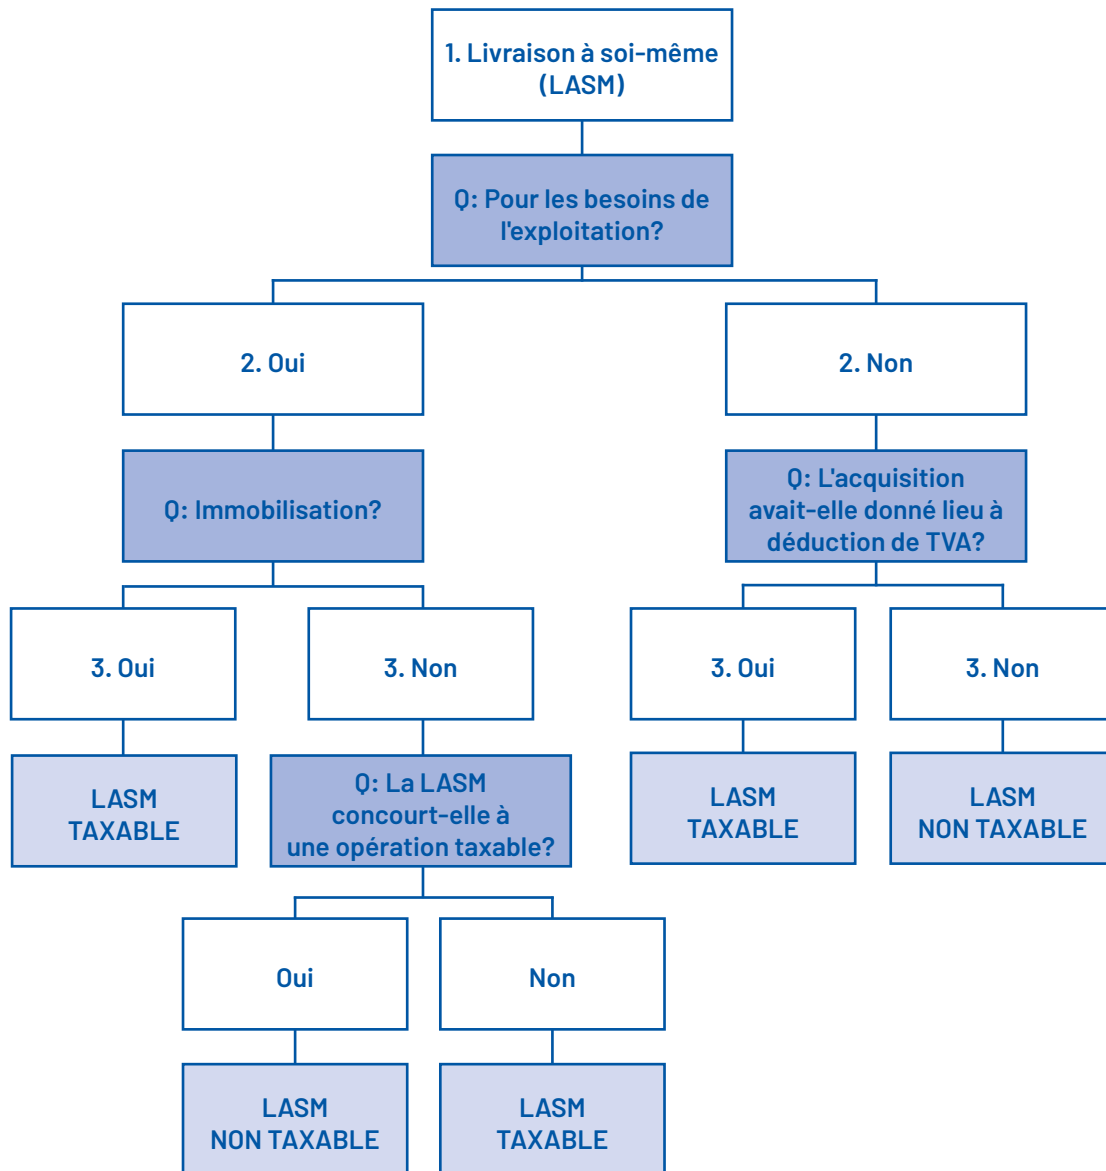 1. Livraison à soi-même
(LASM)
Q: Pour les besoins de
l'exploitation?
2. Oui
2. Non
Q: Immobilisation?
Q: L'acquisition
avait-elle donné lieu à
déduction de TVA?
3. Oui
3. Non
3. Oui
3. Non
LASM
TAXABLE
Q: La LASM
concourt-elle à
une opération taxable?
LASM
TAXABLE
LASM
NON TAXABLE
Oui
Non
LASM
NON TAXABLE
LASM
TAXABLE